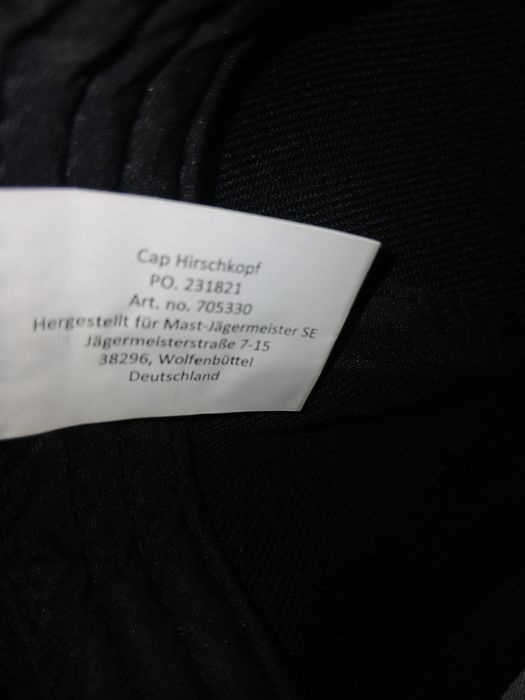 Cap Hirschkopf
PO. 231821
Art. no. 705330
Hergestellt für Mast-Jägermeister SE
Jägermeisterstraße 7-15
38296, Wolfenbüttel
Deutschland